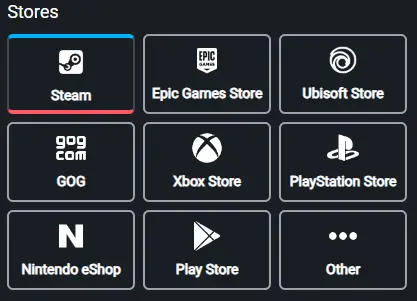 Stores
EPIC
GAMES
Steam
Epic Games Store
Ubisoft Store
gog
com
GOG
Xbox Store
PlayStation Store
N
Nintendo eShop
Play Store
Other